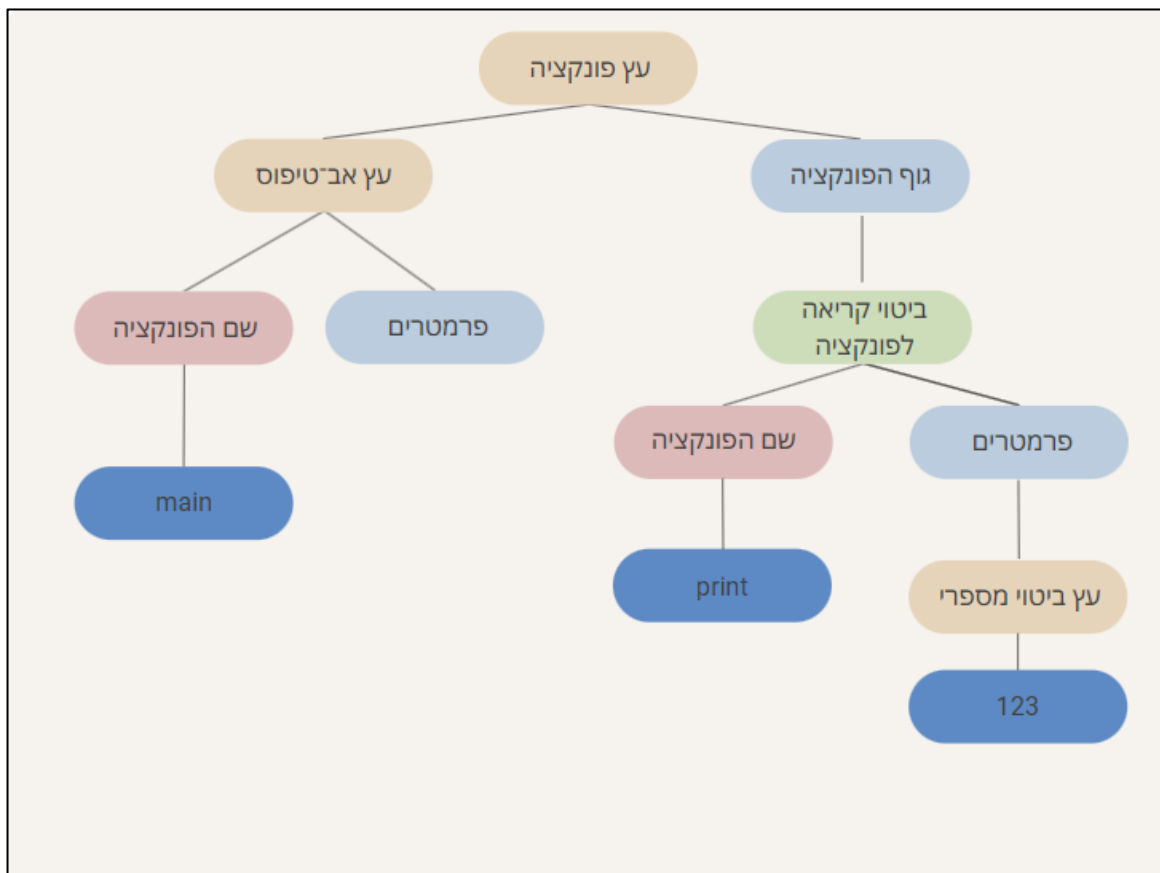 עץ פונקציה
גוף הפונקציה
עץ אב־טיפוס
ביטוי קריאה
לפונקציה
פרמטרים
שם הפונקציה
פרמטרים
שם הפונקציה
main
print
עץ ביטוי מספרי
123